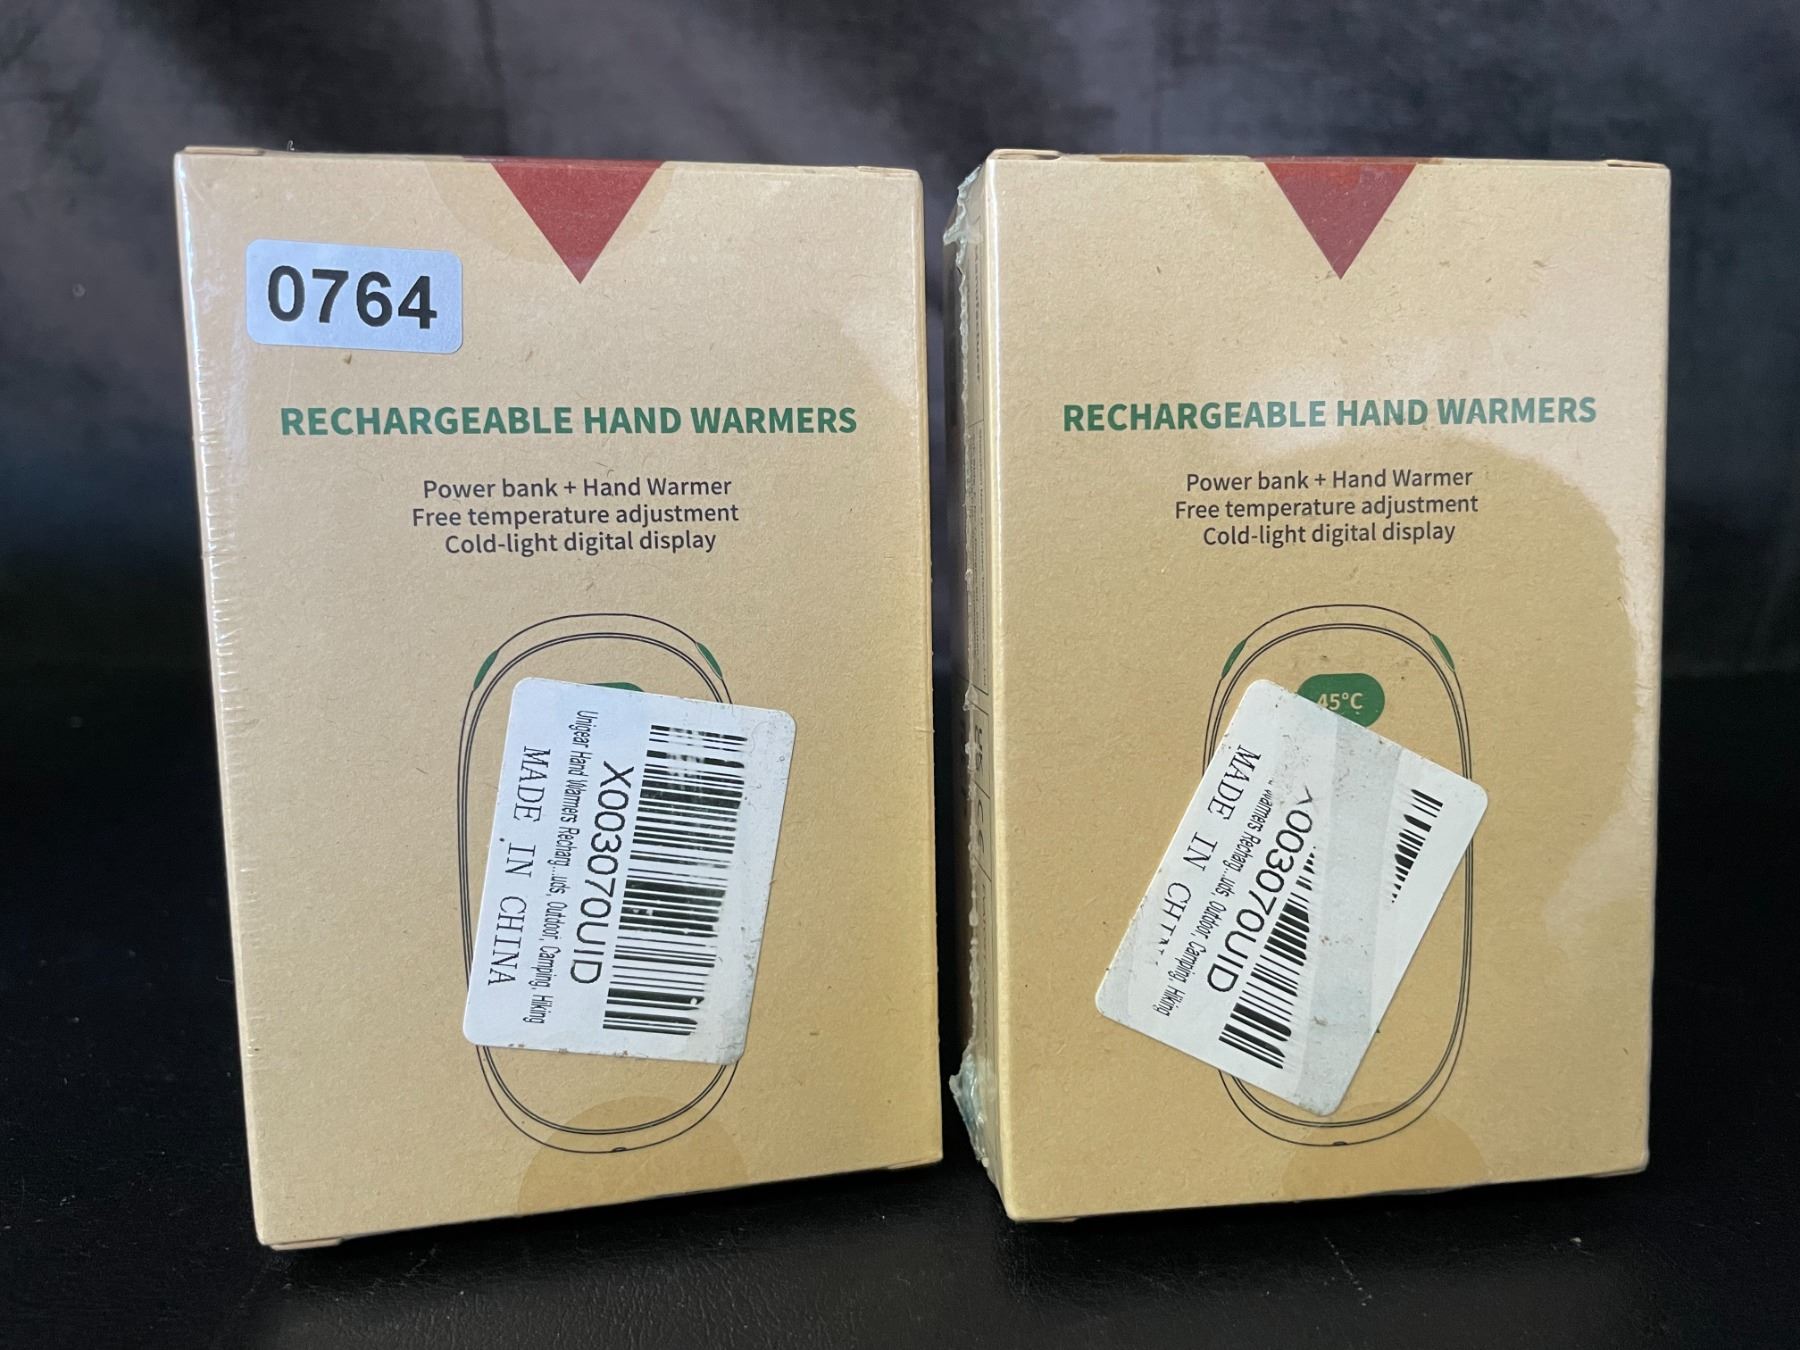 0764
RECHARGEABLE HAND WARMERS
Power bank + Hand Warmer
Free temperature adjustment
Cold-light digital display
X003070UID
Unigear Hand Warmers Recharg...uds, Outdoor, Camping, Hiking
MADE IN CHINA
RECHARGEABLE HAND WARMERS
Power bank + Hand Warmer
Free temperature adjustment
Cold-light digital display
45°C
003070UID
Warmers Recharg...uds, Outdoor, Camping, Hiking
MADE IN